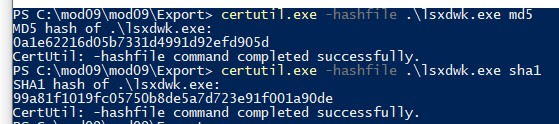 PS C:\mod09\mod09\Export> certutil.exe -hashfile .\lsxdwk.exe md5
MD5 hash of .\lsxdwk.exe:
0a1e62216d05b7331d4991d92efd905d
CertUtil: -hashfile command completed successfully.
PS C:\mod09\mod09\Export> certutil.exe -hashfile .\lsxdwk.exe sha1
SHA1 hash of .\lsxdwk.exe:
99a81f1019fc05750b8de5a7d723e91f001a90de
CertUtil: -hashfile command completed successfully.